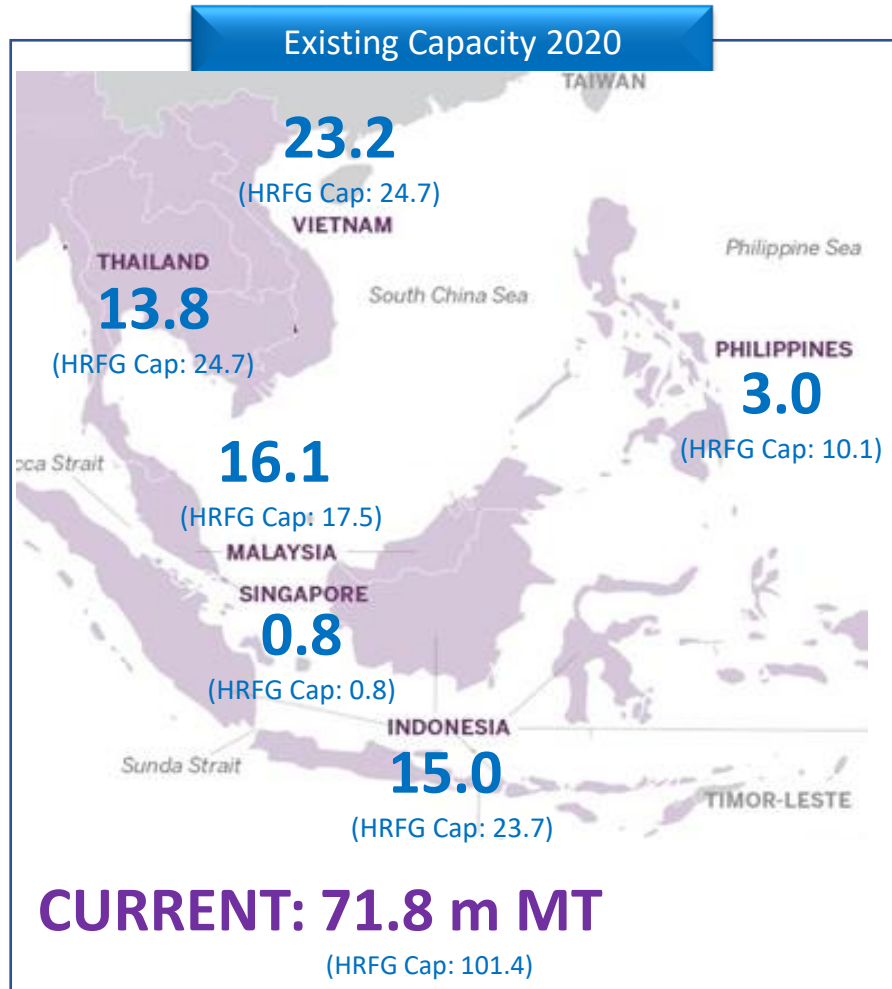 Existing Capacity 2020
TAIWAN
23.2
(HRFG Cap: 24.7)
VIETNAM
Philippine Sea
THAILAND
South China Sea
13.8
(HRFG Cap: 24.7)
PHILIPPINES
3.0
(HRFG Cap: 10.1)
cca Strait
16.1
(HRFG Cap: 17.5)
MALAYSIA
SINGAPORE
0.8
(HRFG Cap: 0.8)
INDONESIA
Sunda Strait
15.0
TIMOR-LESTE
(HRFG Cap: 23.7)
CURRENT: 71.8 m MT
(HRFG Cap: 101.4)